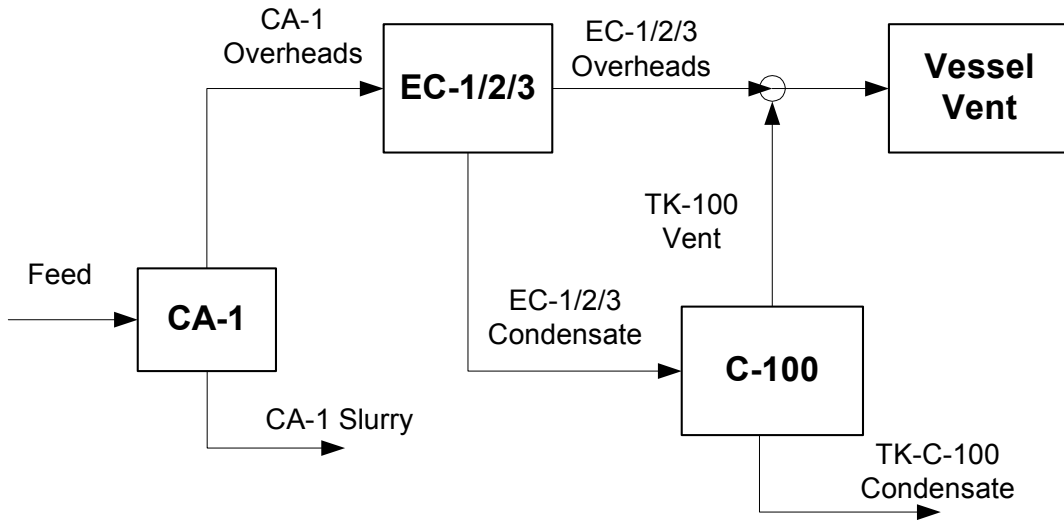 CA-1
Overheads
EC-1/2/3
EC-1/2/3
Overheads
Vessel
Vent
TK-100
Vent
Feed
CA-1
EC-1/2/3
Condensate
C-100
CA-1 Slurry
TK-C-100
Condensate